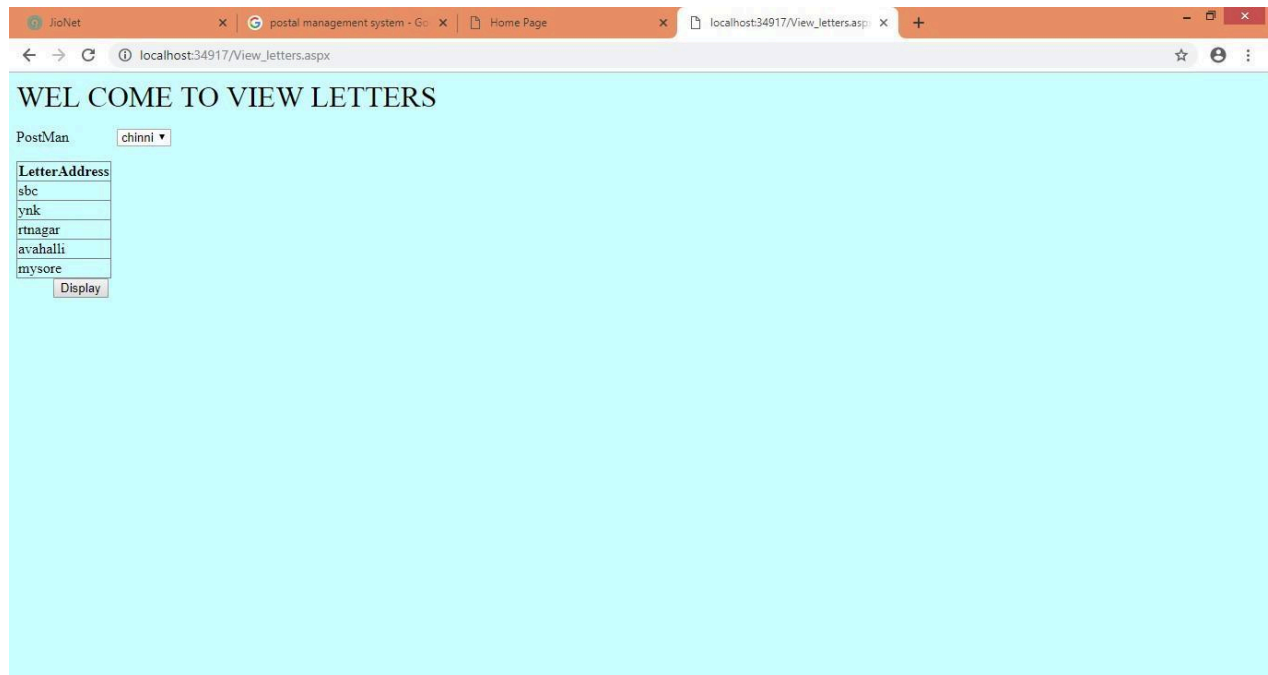 JioNet
postal management system - Go
Home Page
localhost:34917/View_letters.asp
localhost:34917/View_letters.aspx
WEL COME TO VIEW LETTERS
PostMan chinni
LetterAddress
sbc
ynk
rtnagar
avahalli
mysore
Display